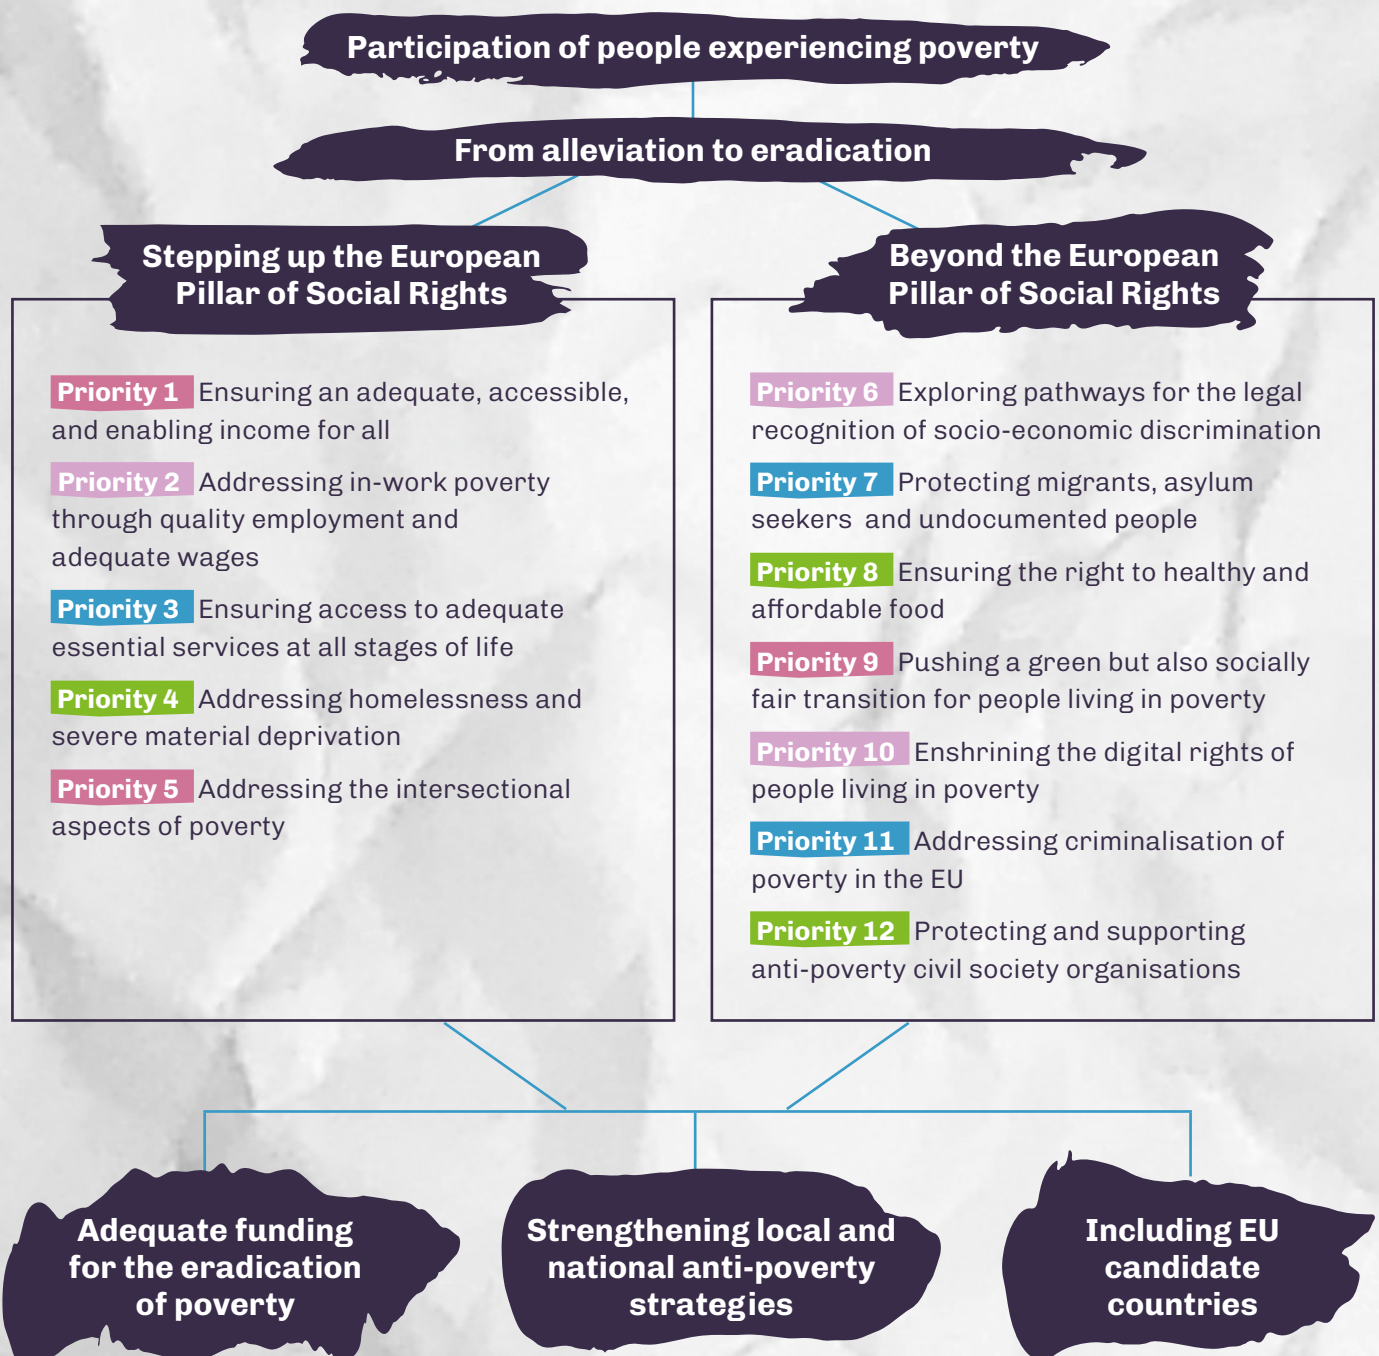 Participation of people experiencing poverty
From alleviation to eradication
Stepping up the European
Pillar of Social Rights
Priority 1 Ensuring an adequate, accessible,
and enabling income for all
Priority 2 Addressing in-work poverty
through quality employment and
adequate wages
Priority 3 Ensuring access to adequate
essential services at all stages of life
Priority 4 Addressing homelessness and
severe material deprivation
Priority 5 Addressing the intersectional
aspects of poverty
Beyond the European
Pillar of Social Rights
Priority 6 Exploring pathways for the legal
recognition of socio-economic discrimination
Priority 7 Protecting migrants, asylum
seekers and undocumented people
Priority 8 Ensuring the right to healthy and
affordable food
Priority 9 Pushing a green but also socially
fair transition for people living in poverty
Priority 10 Enshrining the digital rights of
people living in poverty
Priority 11 Addressing criminalisation of
poverty in the EU
Priority 12 Protecting and supporting
anti-poverty civil society organisations
Adequate funding
for the eradication
of poverty
Strengthening local and
national anti-poverty
strategies
Including EU
candidate
countries